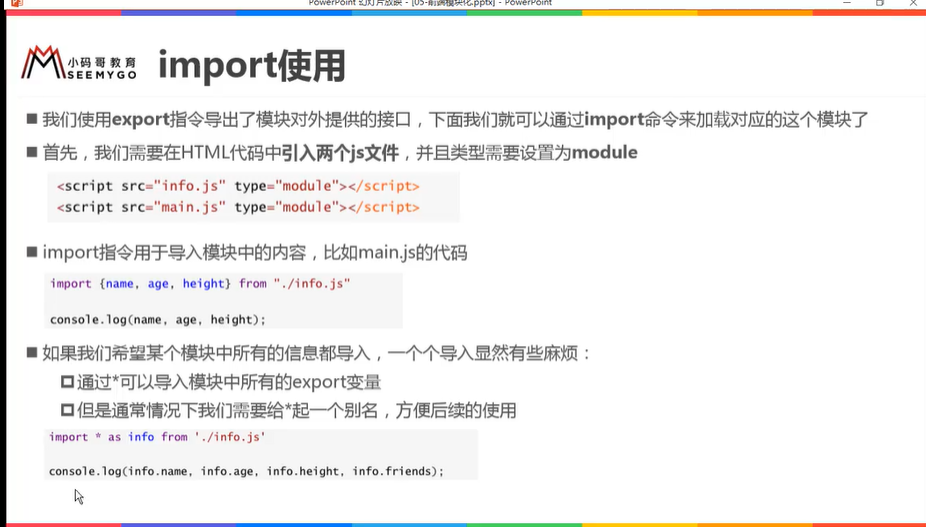 PowerPoint 幻灯片放映 - [05-前端模块化.pptx] - PowerPoint
小码哥教育
SEEMYGO
import使用
■ 我们使用export指令导出了模块对外提供的接口，下面我们就可以通过import命令来加载对应的这个模块了
■ 首先，我们需要在HTML代码中引入两个js文件，并且类型需要设置为module
<script src="info.js" type="module"></script>
<script src="main.js" type="module"></script>
■ import指令用于导入模块中的内容，比如main.js的代码
import {name, age, height} from "./info.js"
console.log(name, age, height);
■ 如果我们希望某个模块中所有的信息都导入，一个个导入显然有些麻烦：
通过*可以导入模块中所有的export变量
但是通常情况下我们需要给*起一个别名，方便后续的使用
import * as info from './info.js'
console.log(info.name, info.age, info.height, info.friends);